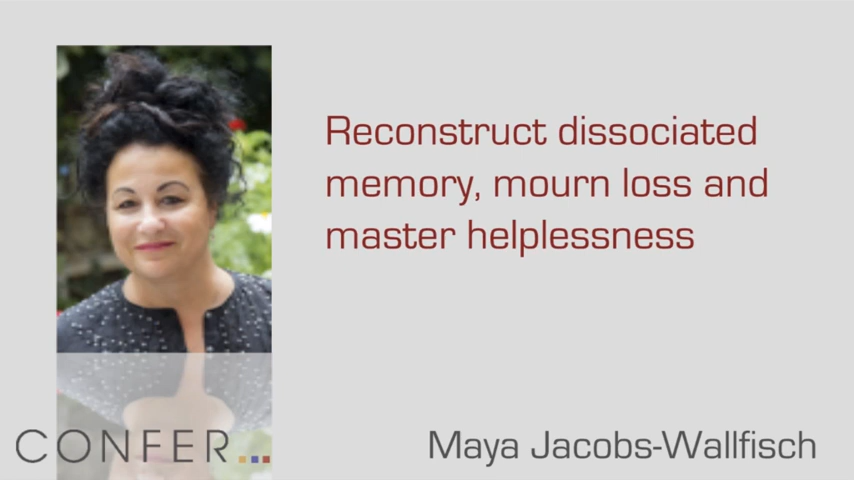 Reconstruct dissociated
memory, mourn loss and
master helplessness
CONFER...
Maya Jacobs-Wallfisch